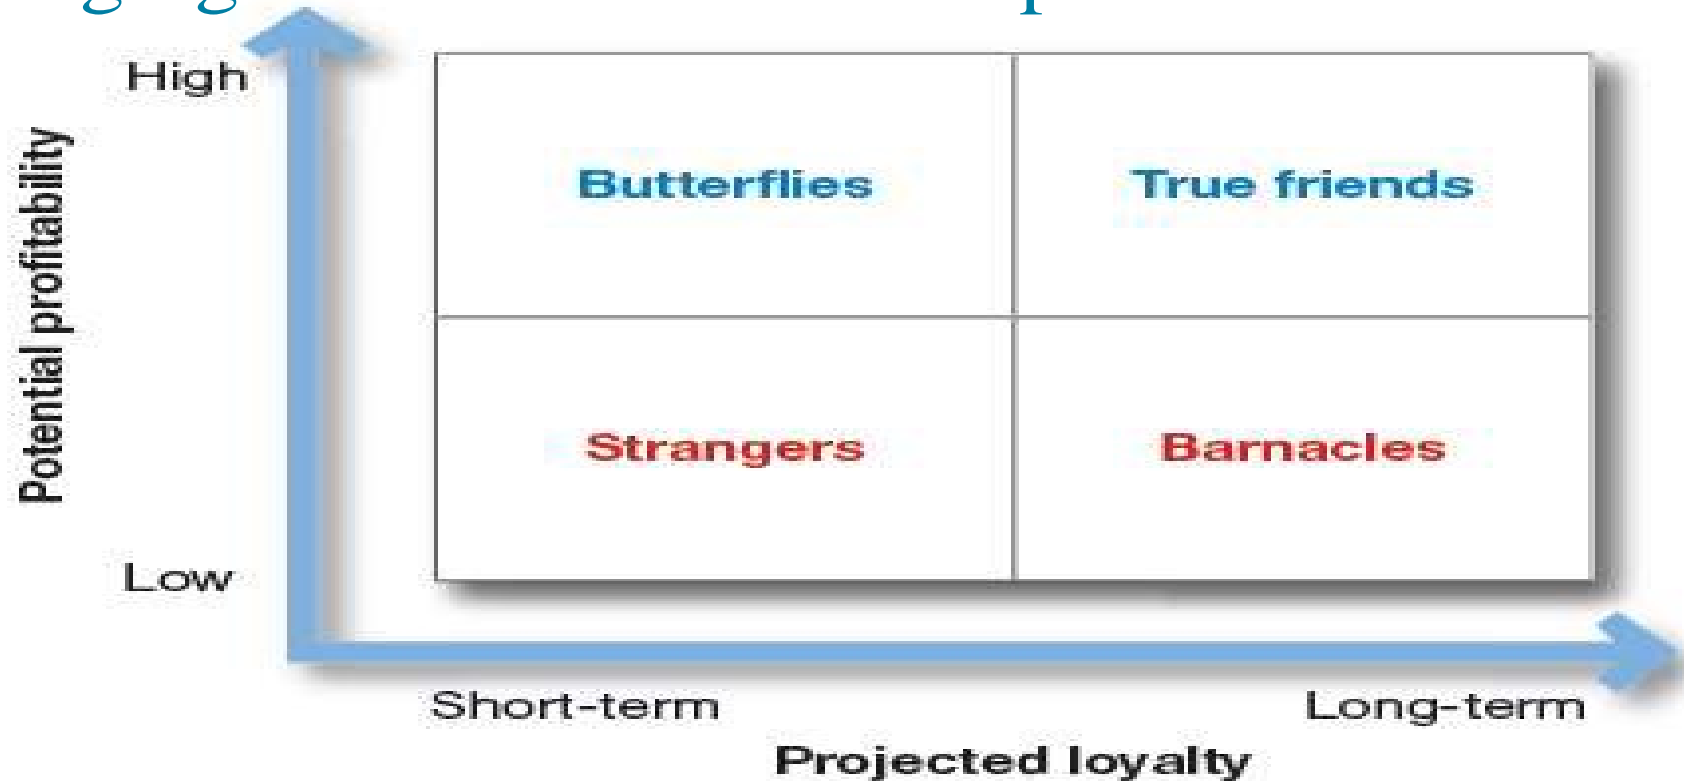 High
Potential profitability
Butterflies
True friends
Strangers
Barnacles
Low
Short-term
Long-term
Projected loyalty